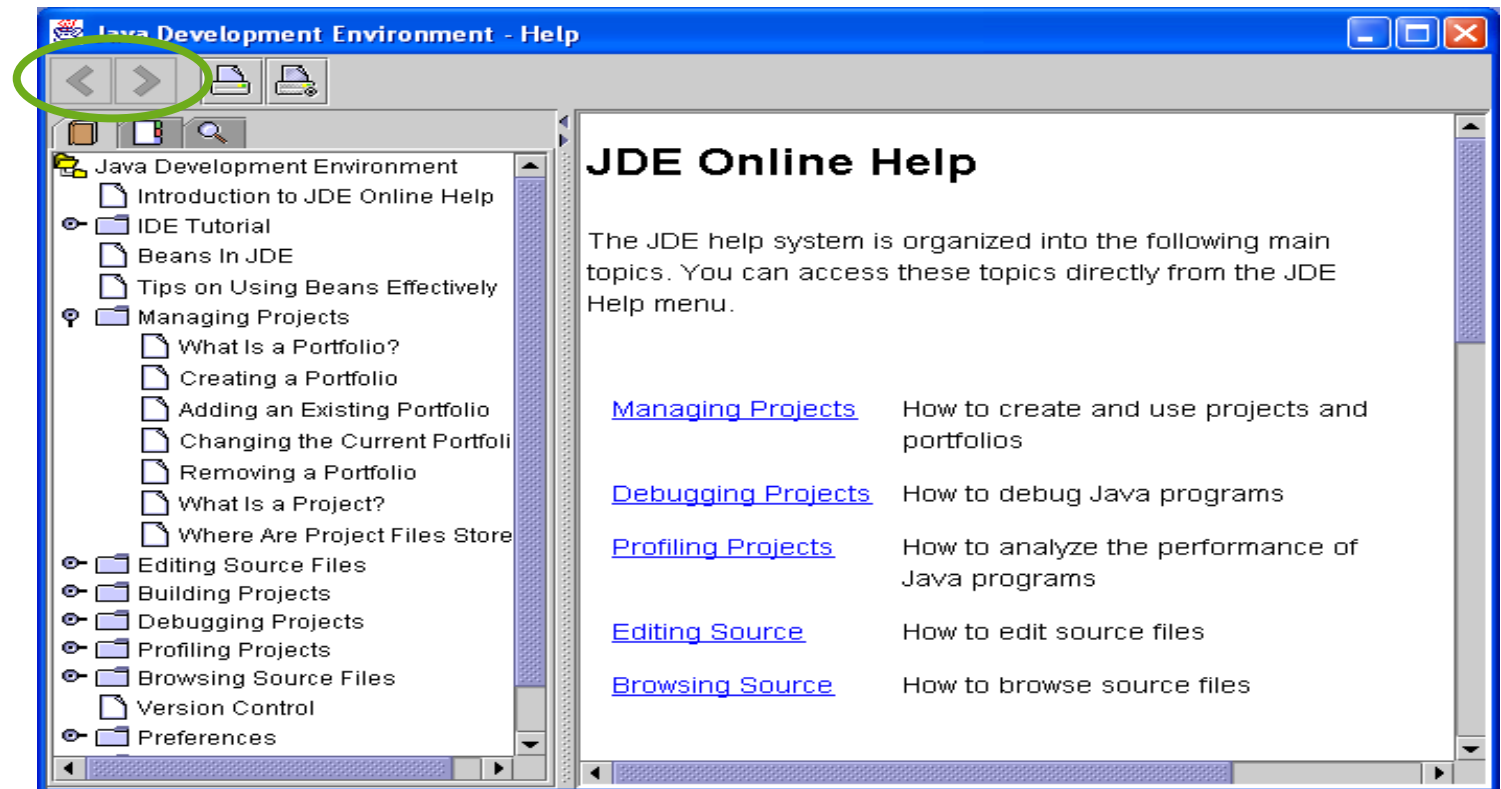 Java Development Environment - Help
Java Development Environment
Introduction to JDE Online Help
IDE Tutorial
Beans In JDE
Tips on Using Beans Effectively
Managing Projects
What Is a Portfolio?
Creating a Portfolio
Adding an Existing Portfolio
Changing the Current Portfoli
Removing a Portfolio
What Is a Project?
Where Are Project Files Store
Editing Source Files
Building Projects
Debugging Projects
Profiling Projects
Browsing Source Files
Version Control
Preferences
JDE Online Help
The JDE help system is organized into the following main
topics. You can access these topics directly from the JDE
Help menu.
Managing Projects How to create and use projects and
portfolios
Debugging Projects How to debug Java programs
Profiling Projects How to analyze the performance of
Java programs
Editing Source How to edit source files
Browsing Source How to browse source files